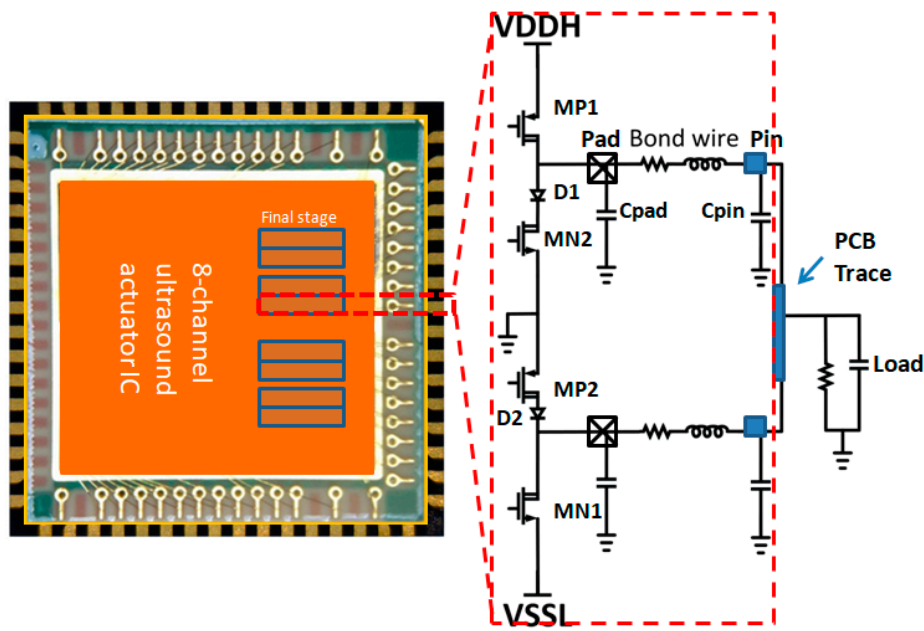 VDDH
MP1
Pad
Bond wire
Pin
D1
Cpad
Cpin
Final stage
MN2
8-channel
ultrasound
actuator IC
PCB
Trace
MP2
Load
D2
MN1
VSSL